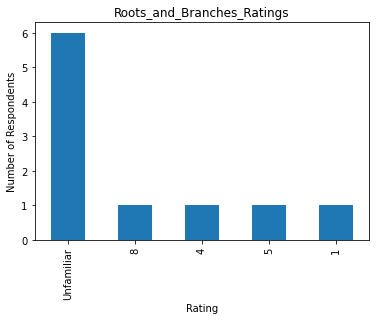 Roots_and_Branches_Ratings
Number of Respondents
6
5
4
3
2
1
0
Unfamiliar
8
4
5
1
Rating